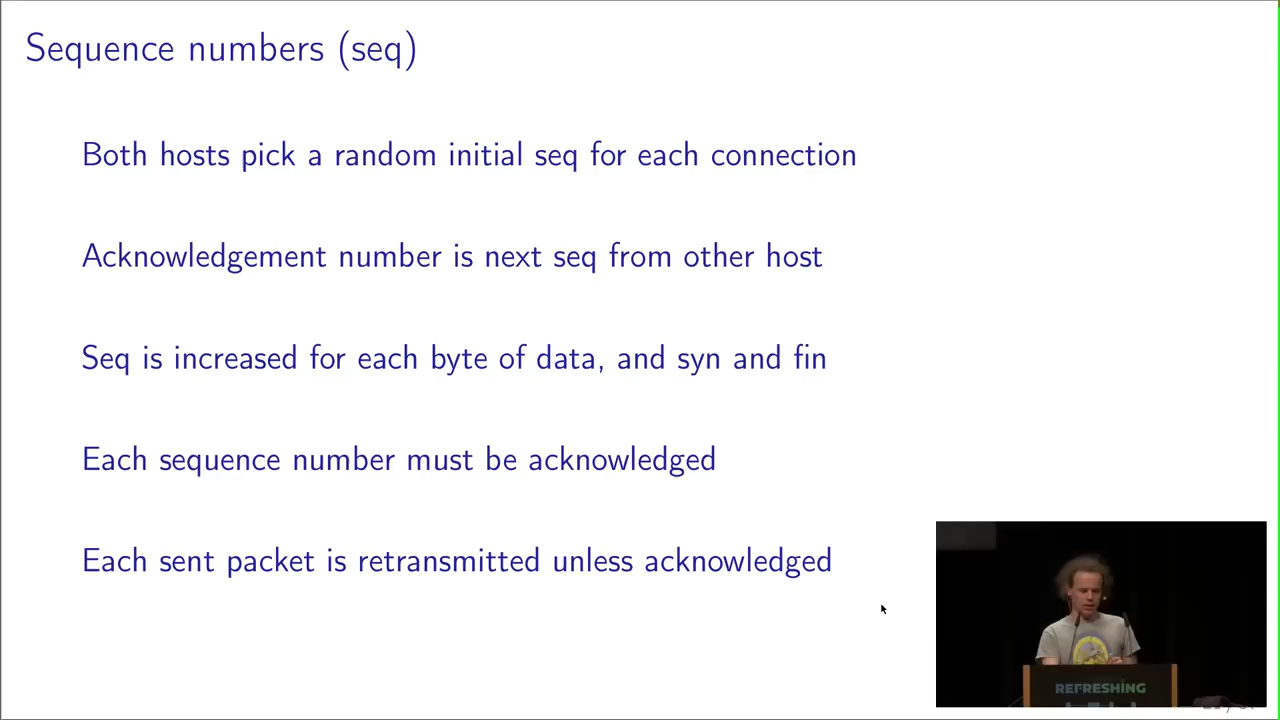 Sequence numbers (seq)
Both hosts pick a random initial seq for each connection
Acknowledgement number is next seq from other host
Seq is increased for each byte of data, and syn and fin
Each sequence number must be acknowledged
Each sent packet is retransmitted unless acknowledged
REFRESHING